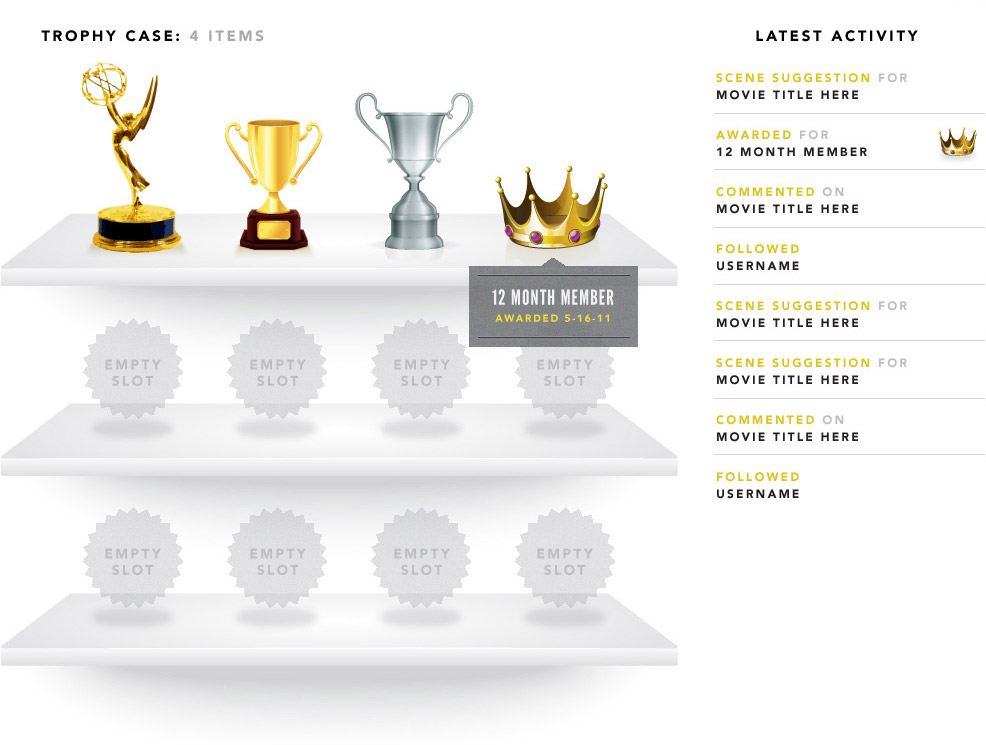 TROPHY CASE: 4 ITEMS
12 MONTH MEMBER
AWARDED 5-16-11
EMPTY
SLOT
EMPTY
SLOT
EMPTY
SLOT
EMPTY
SLOT
EMPTY
SLOT
EMPTY
SLOT
EMPTY
SLOT
EMPTY
SLOT
LATEST ACTIVITY
SCENE SUGGESTION FOR
MOVIE TITLE HERE
AWARDED FOR
12 MONTH MEMBER
COMMENTED ON
MOVIE TITLE HERE
FOLLOWED
USERNAME
SCENE SUGGESTION FOR
MOVIE TITLE HERE
SCENE SUGGESTION FOR
MOVIE TITLE HERE
COMMENTED ON
MOVIE TITLE HERE
FOLLOWED
USERNAME